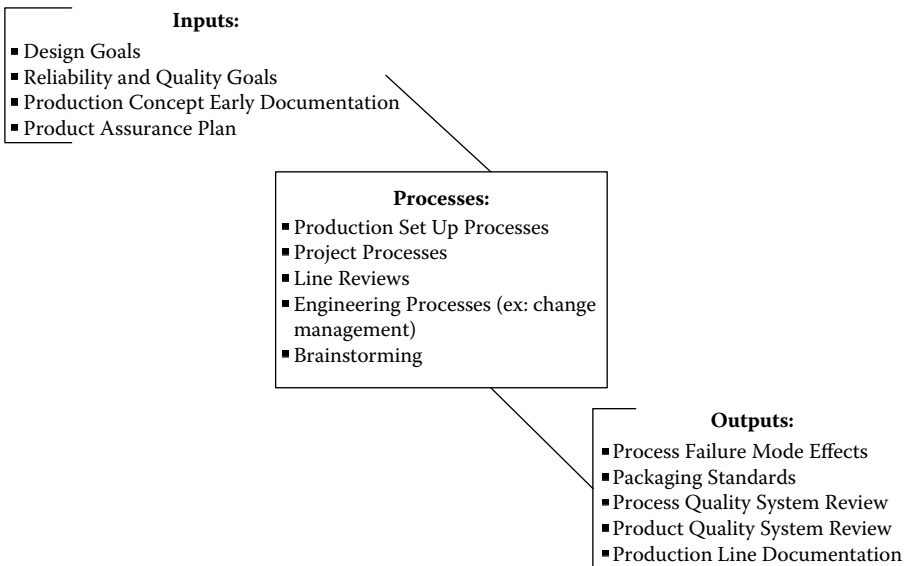 Inputs:
▪ Design Goals
▪ Reliability and Quality Goals
▪ Production Concept Early Documentation
▪ Product Assurance Plan
Processes:
▪ Production Set Up Processes
▪ Project Processes
▪ Line Reviews
▪ Engineering Processes (ex: change
management)
▪ Brainstorming
Outputs:
▪ Process Failure Mode Effects
▪ Packaging Standards
▪ Process Quality System Review
▪ Product Quality System Review
▪ Production Line Documentation